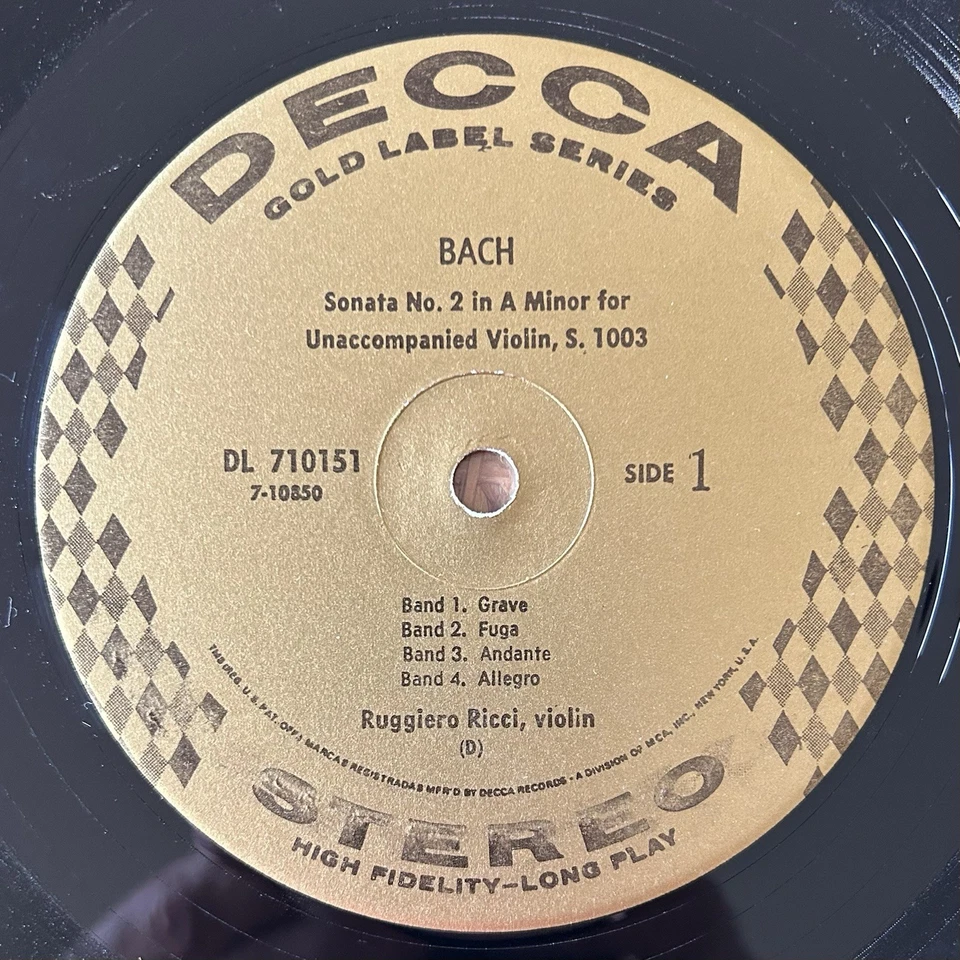 DECCA
GOLD LABEL SERIES
BACH
Sonata No. 2 in A Minor for
Unaccompanied Violin, S. 1003
DL 710151
7-10850
SIDE 1
Band 1. Grave
Band 2. Fuga
Band 3. Andante
Band 4. Allegro
Ruggiero Ricci, violin
(D)
TMS (REG. U. S. PAT. OFF.) MARCAS REGISTRADAS MFR'D BY DECCA RECORDS - A DIVISION OF MCA, INC., NEW YORK, U. S. A.
STEREO
HIGH FIDELITY-LONG PLAY